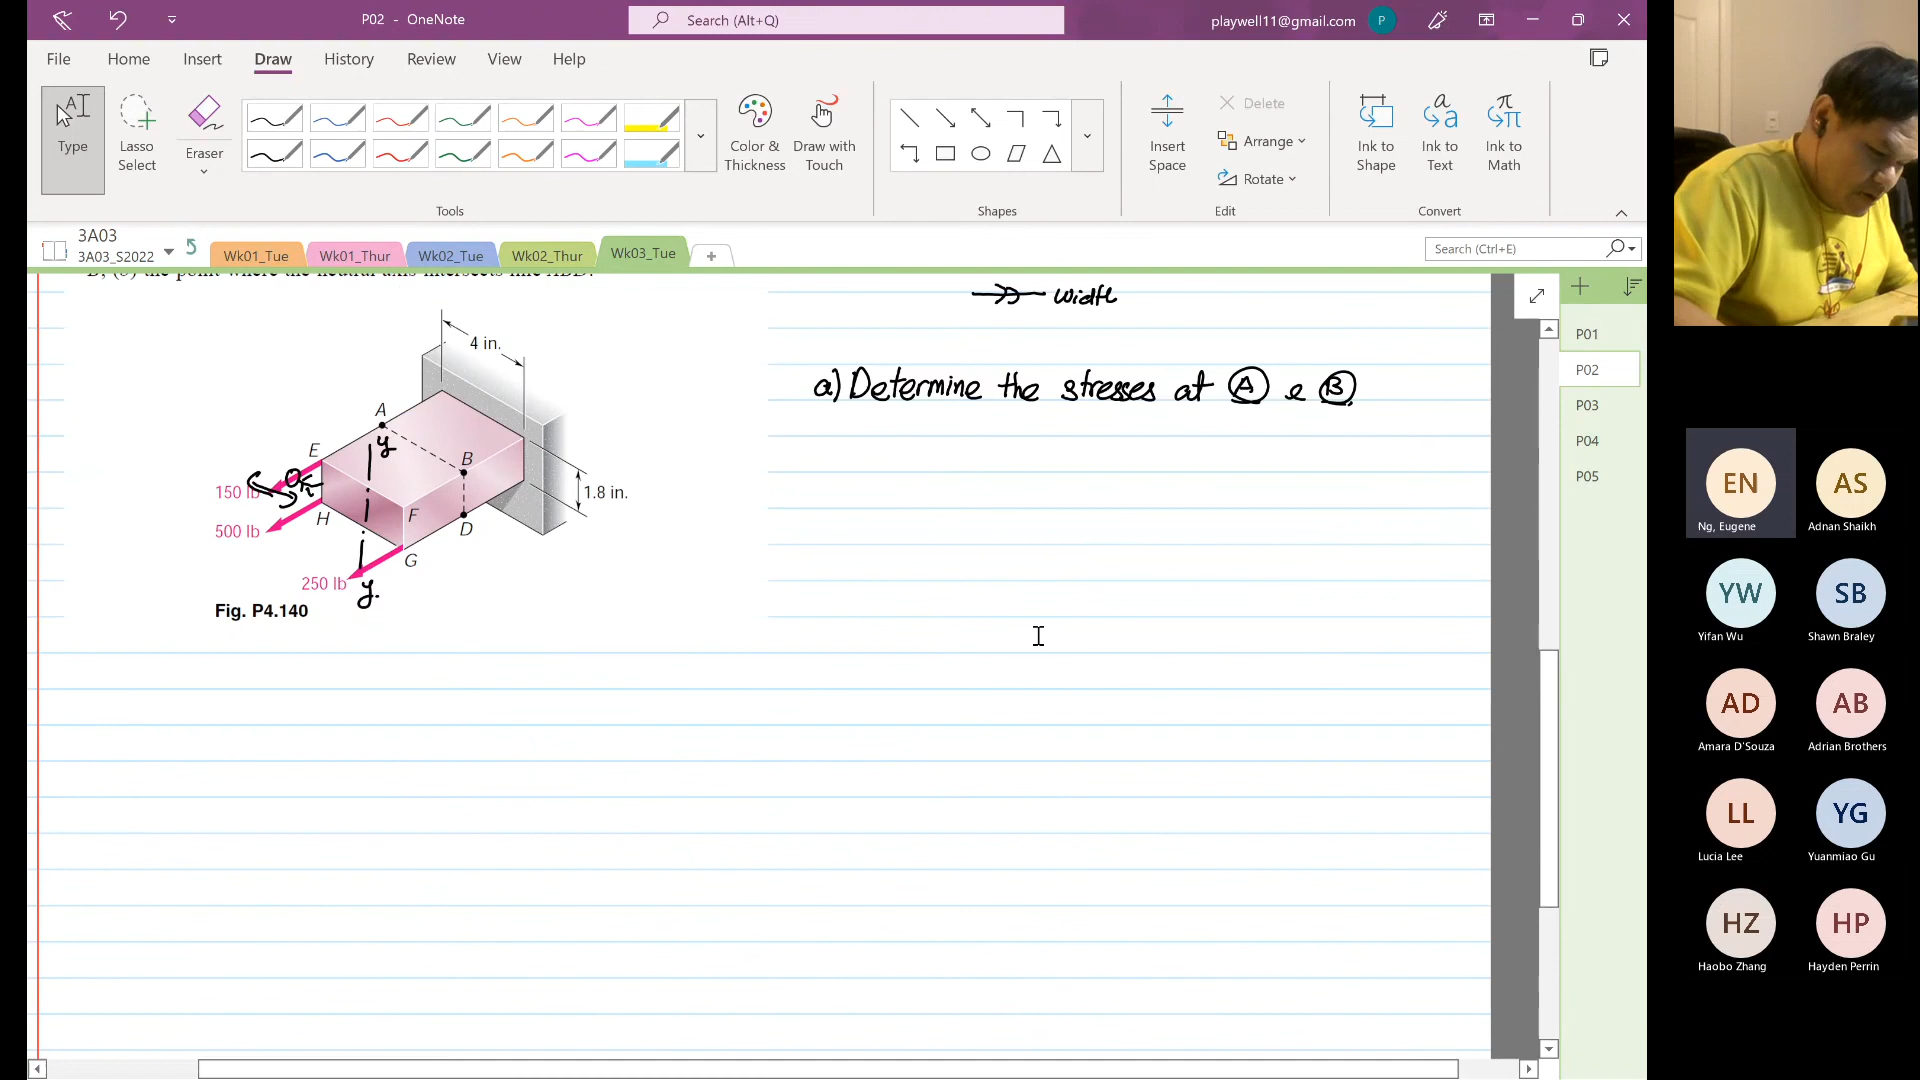 P02 - OneNote
Search (Alt+Q)
playwell11@gmail.com
P
File
Home
Insert
Draw
History
Review
View
Help
Type
Lasso Select
Eraser
Color & Thickness
Draw with Touch
Insert Space
Delete
Arrange
Rotate
Ink to Shape
Ink to Text
Ink to Math
Tools
Shapes
Edit
Convert
3A03
3A03_S2022
Wk01_Tue
Wk01_Thur
Wk02_Tue
Wk02_Thur
Wk03_Tue
Search (Ctrl+E)
P01
P02
P03
P04
P05
width
a) Determine the stresses at A & B
4 in.
A
y
E
B
150 lb
1.8 in.
H
F
500 lb
D
G
250 lb
y
Fig. P4.140
EN
Ng, Eugene
AS
Adnan Shaikh
YW
Yifan Wu
SB
Shawn Braley
AD
Amara D'Souza
AB
Adrian Brothers
LL
Lucia Lee
YG
Yuanmiao Gu
HZ
Haobo Zhang
HP
Hayden Perrin